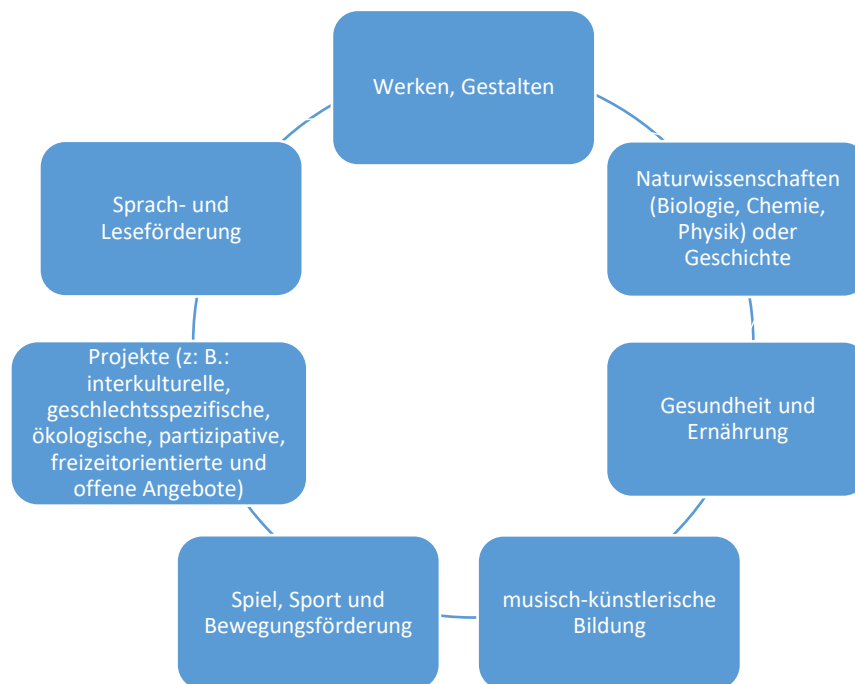 Werken, Gestalten
Naturwissenschaften
(Biologie, Chemie,
Physik) oder
Geschichte
Gesundheit und
Ernährung
musisch-künstlerische
Bildung
Spiel, Sport und
Bewegungsförderung
Projekte (z: B.:
interkulturelle,
geschlechtsspezifische,
ökologische, partizipative,
freizeitorientierte und
offene Angebote)
Sprach- und
Leseförderung